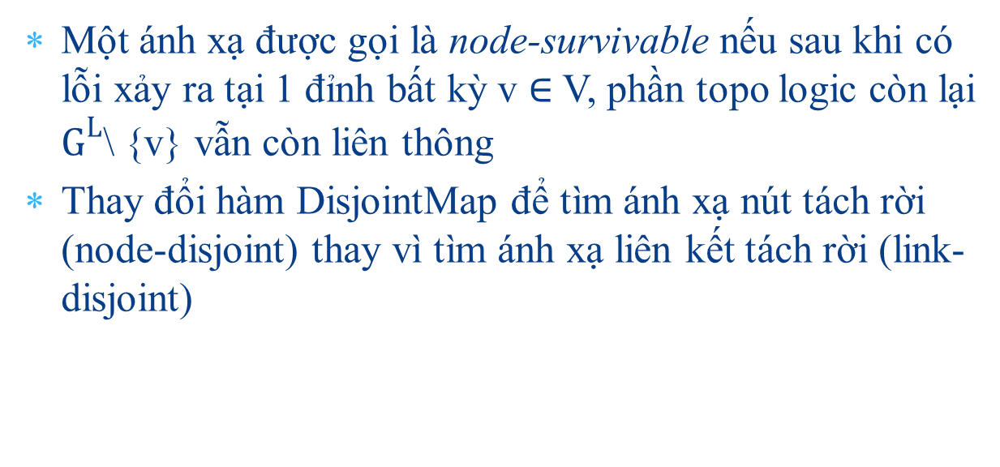 * Một ánh xạ được gọi là node-survivable nếu sau khi có
lỗi xảy ra tại 1 đỉnh bất kỳ v ∈ V, phần topo logic còn lại
Gᴸ\ {v} vẫn còn liên thông
* Thay đổi hàm DisjointMap để tìm ánh xạ nút tách rời
(node-disjoint) thay vì tìm ánh xạ liên kết tách rời (link-
disjoint)